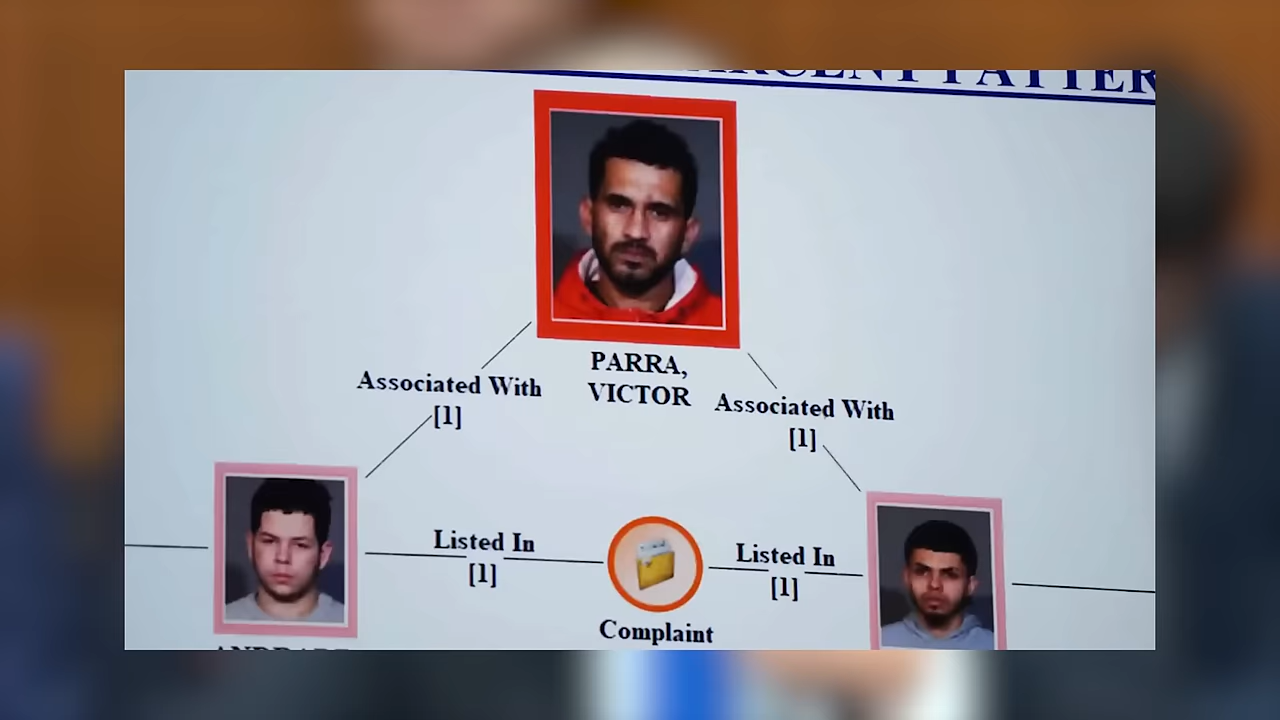 PARRA,
VICTOR
Associated With
[1]
Associated With
[1]
Listed In
[1]
Listed In
[1]
Complaint